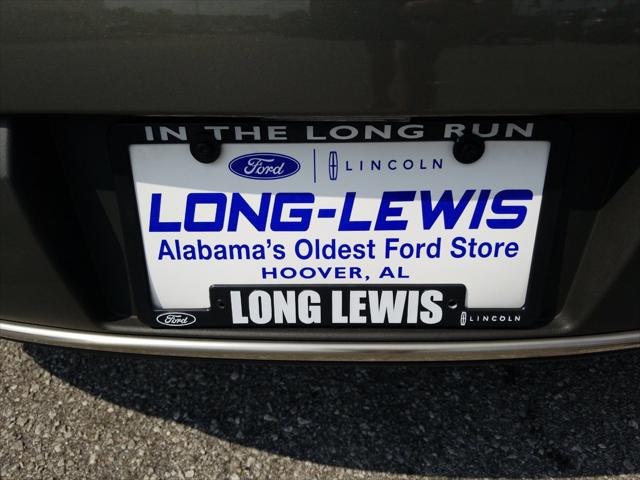 IN THE LONG RUN
Ford LINCOLN
LONG-LEWIS
Alabama's Oldest Ford Store
HOOVER, AL
LONG LEWIS
Ford LINCOLN